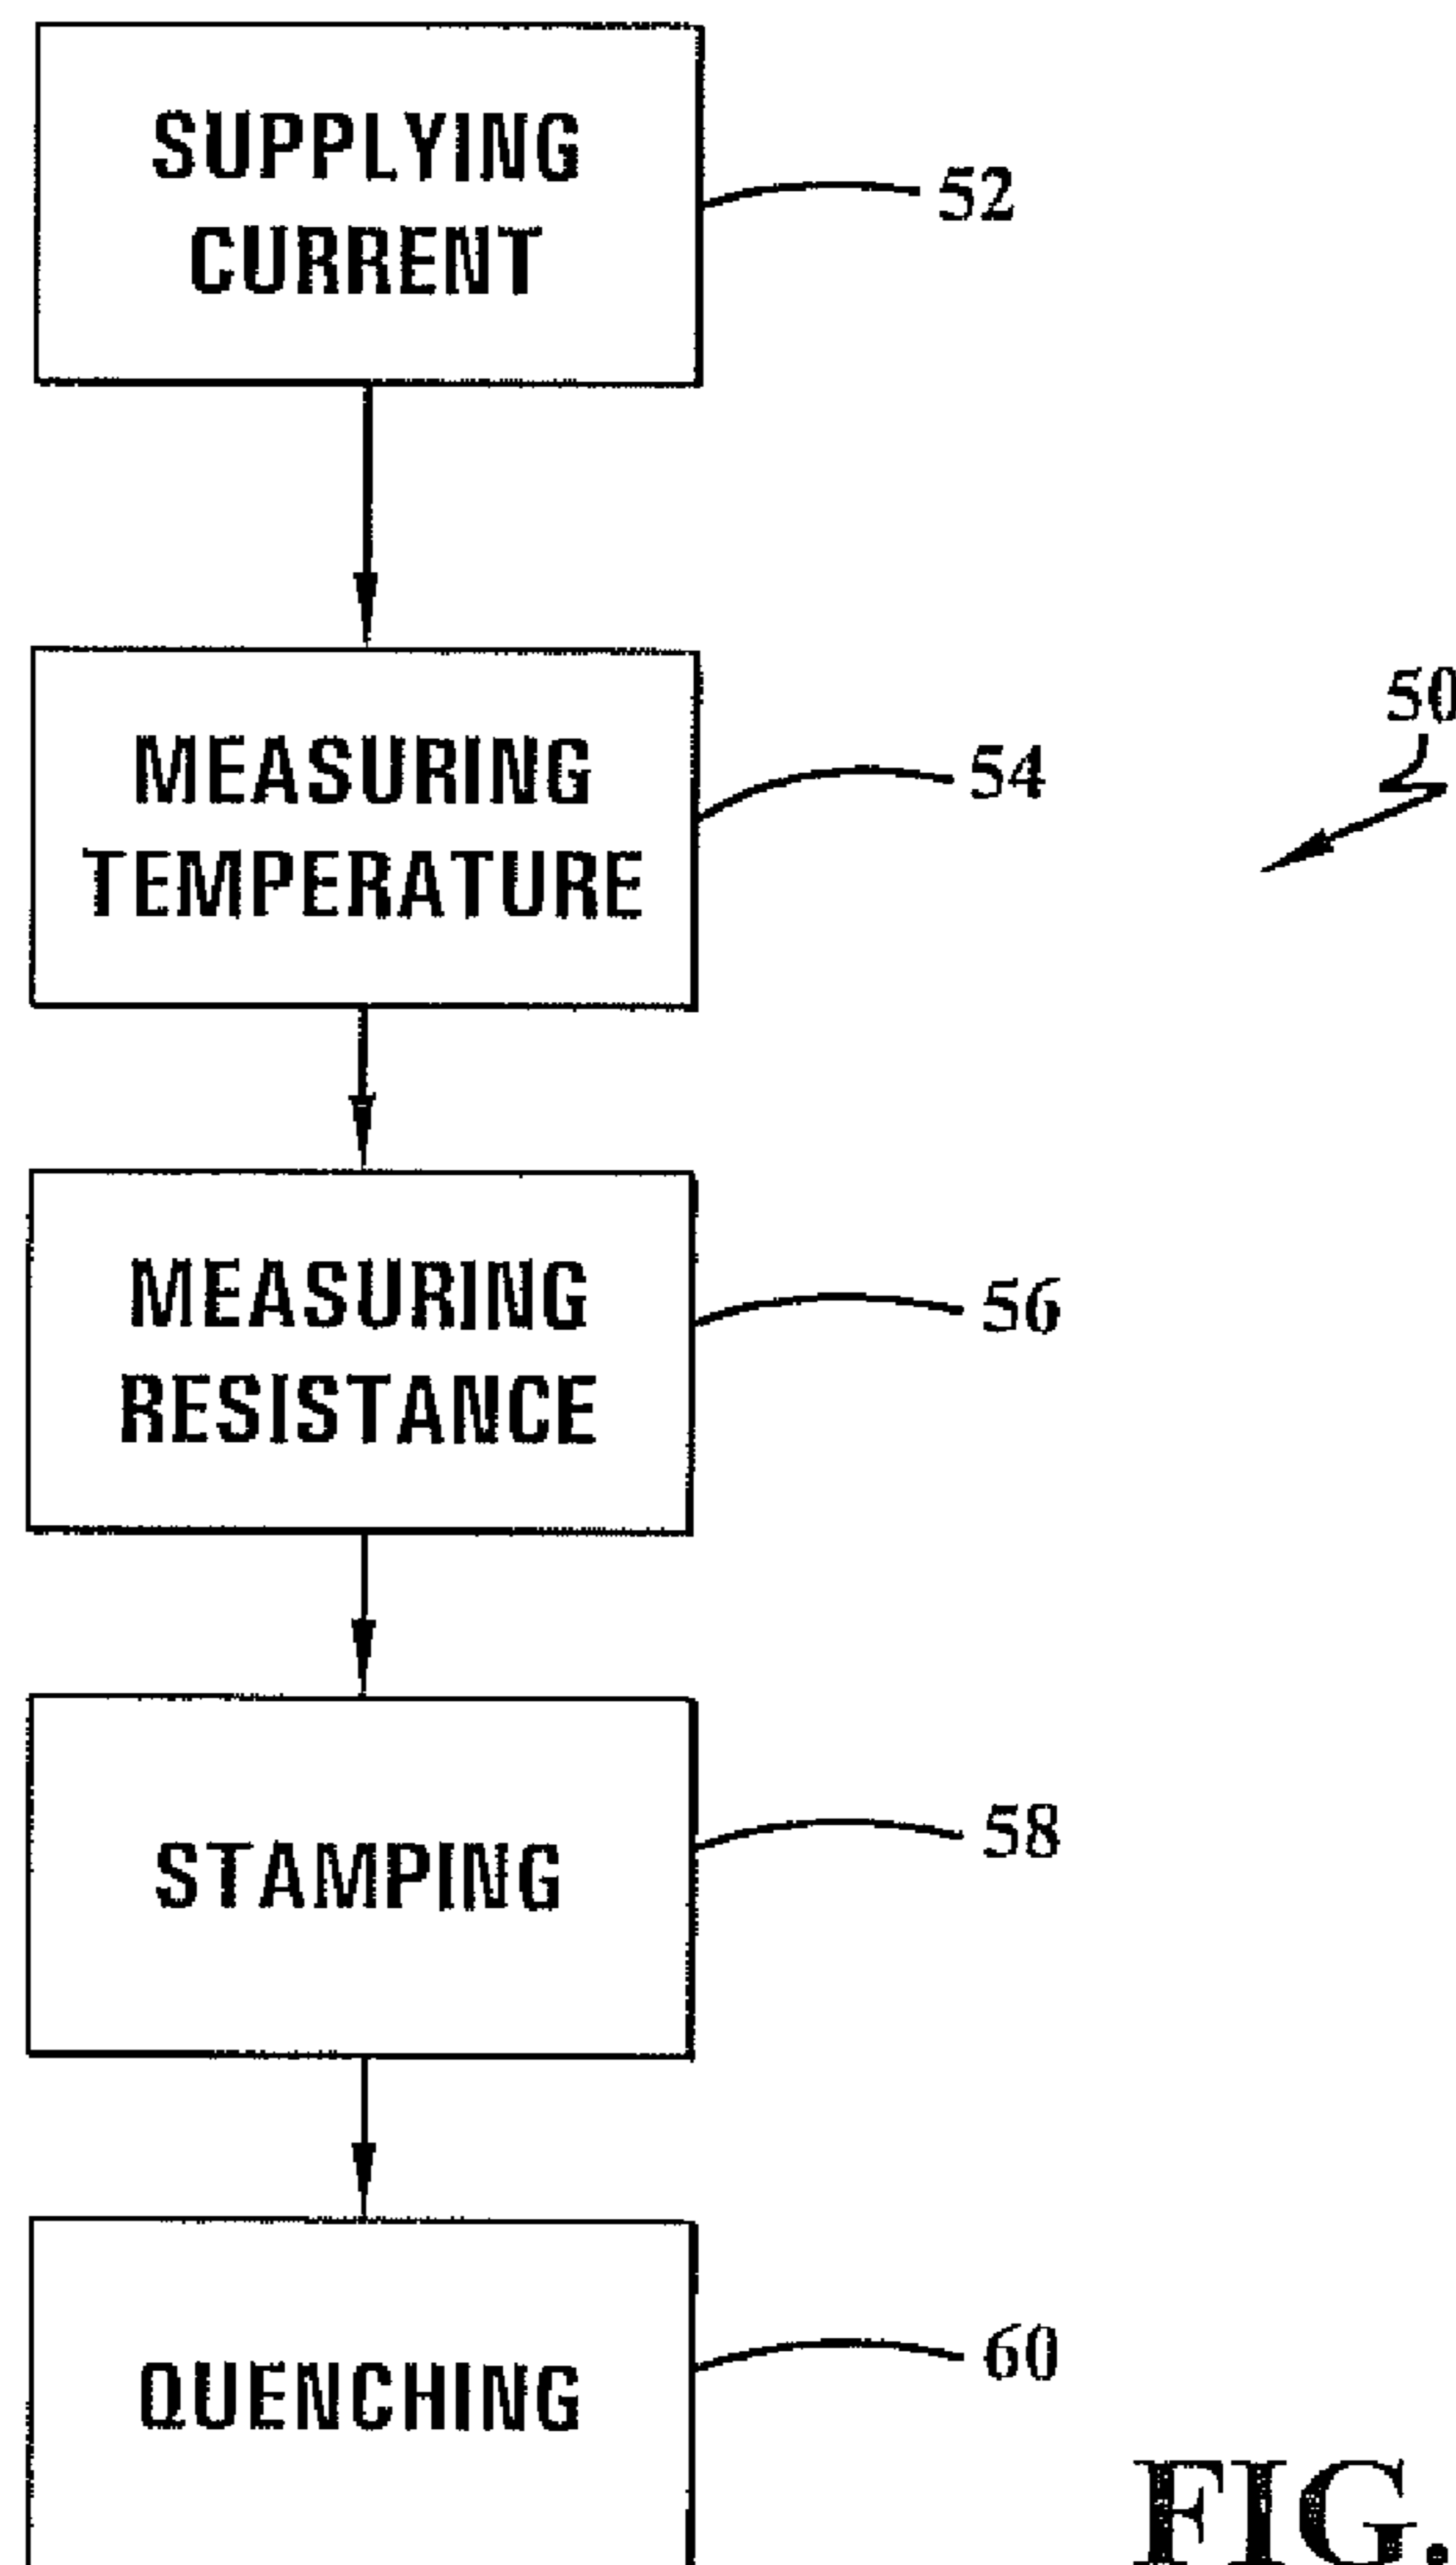 SUPPLYING
CURRENT
52
MEASURING
TEMPERATURE
54
50
MEASURING
RESISTANCE
56
STAMPING
58
QUENCHING
60
FIG.